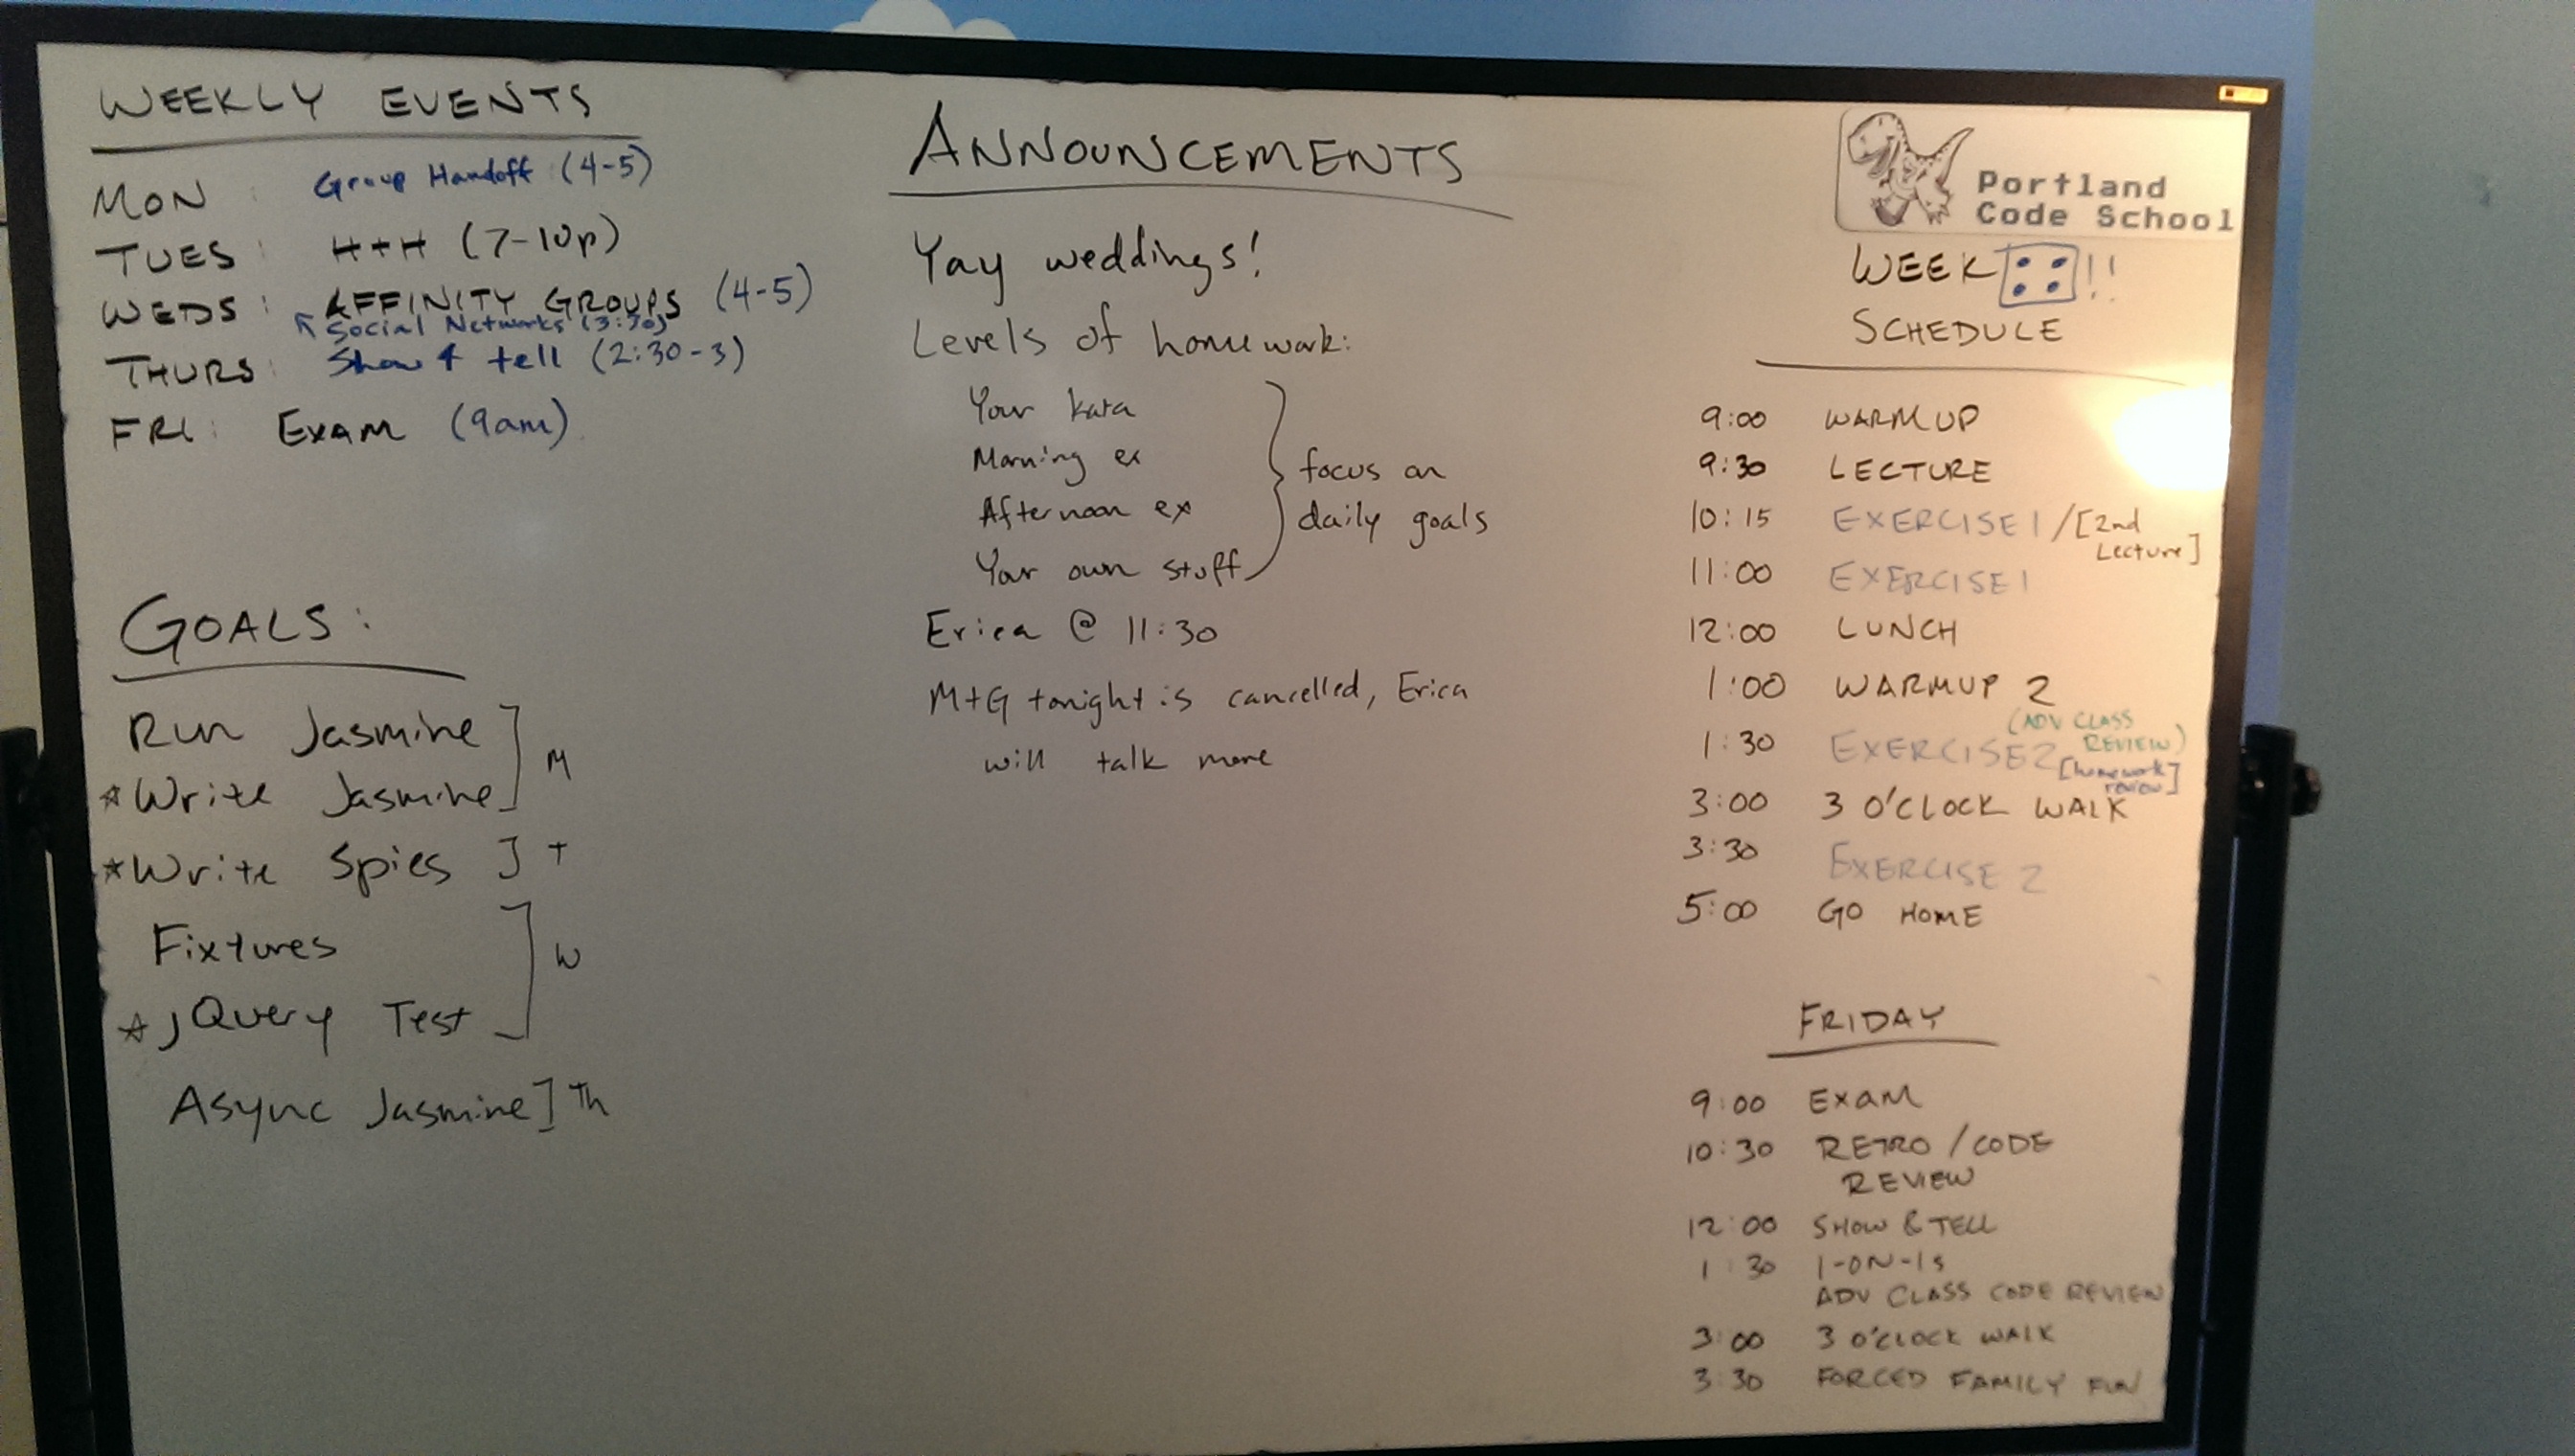 WEEKLY EVENTS
MON : Group Handoff (4-5)
TUES : H+H (7-10p)
WEDS : AFFINITY GROUPS (4-5)
Social Networks (3:30)
THURS : Show & tell (2:30-3)
FRI : EXAM (9am)
GOALS:
Run Jasmine
Write Jasmine ] M
Write Spies ] T
Fixtures
jQuery Test ] W
Async Jasmine ] Th
ANNOUNCEMENTS
Yay weddings!
Levels of homework:
Your kata
Morning ex
Afternoon ex
Your own stuff
focus on
daily goals
Erica @ 11:30
M+G tonight is cancelled, Erica
will talk more
Portland
Code School
WEEK !!
SCHEDULE
9:00 WARMUP
9:30 LECTURE
10:15 EXERCISE 1 / [2nd
Lecture]
11:00 EXERCISE 1
12:00 LUNCH
1:00 WARMUP 2
(ADV CLASS
REVIEW)
1:30 EXERCISE 2 [homework
review]
3:00 3 O'CLOCK WALK
3:30 EXERCISE 2
5:00 GO HOME
FRIDAY
9:00 EXAM
10:30 RETRO / CODE
REVIEW
12:00 SHOW & TELL
1:30 1-ON-1s
ADV CLASS CODE REVIEW
3:00 3 O'CLOCK WALK
3:30 FORCED FAMILY FUN